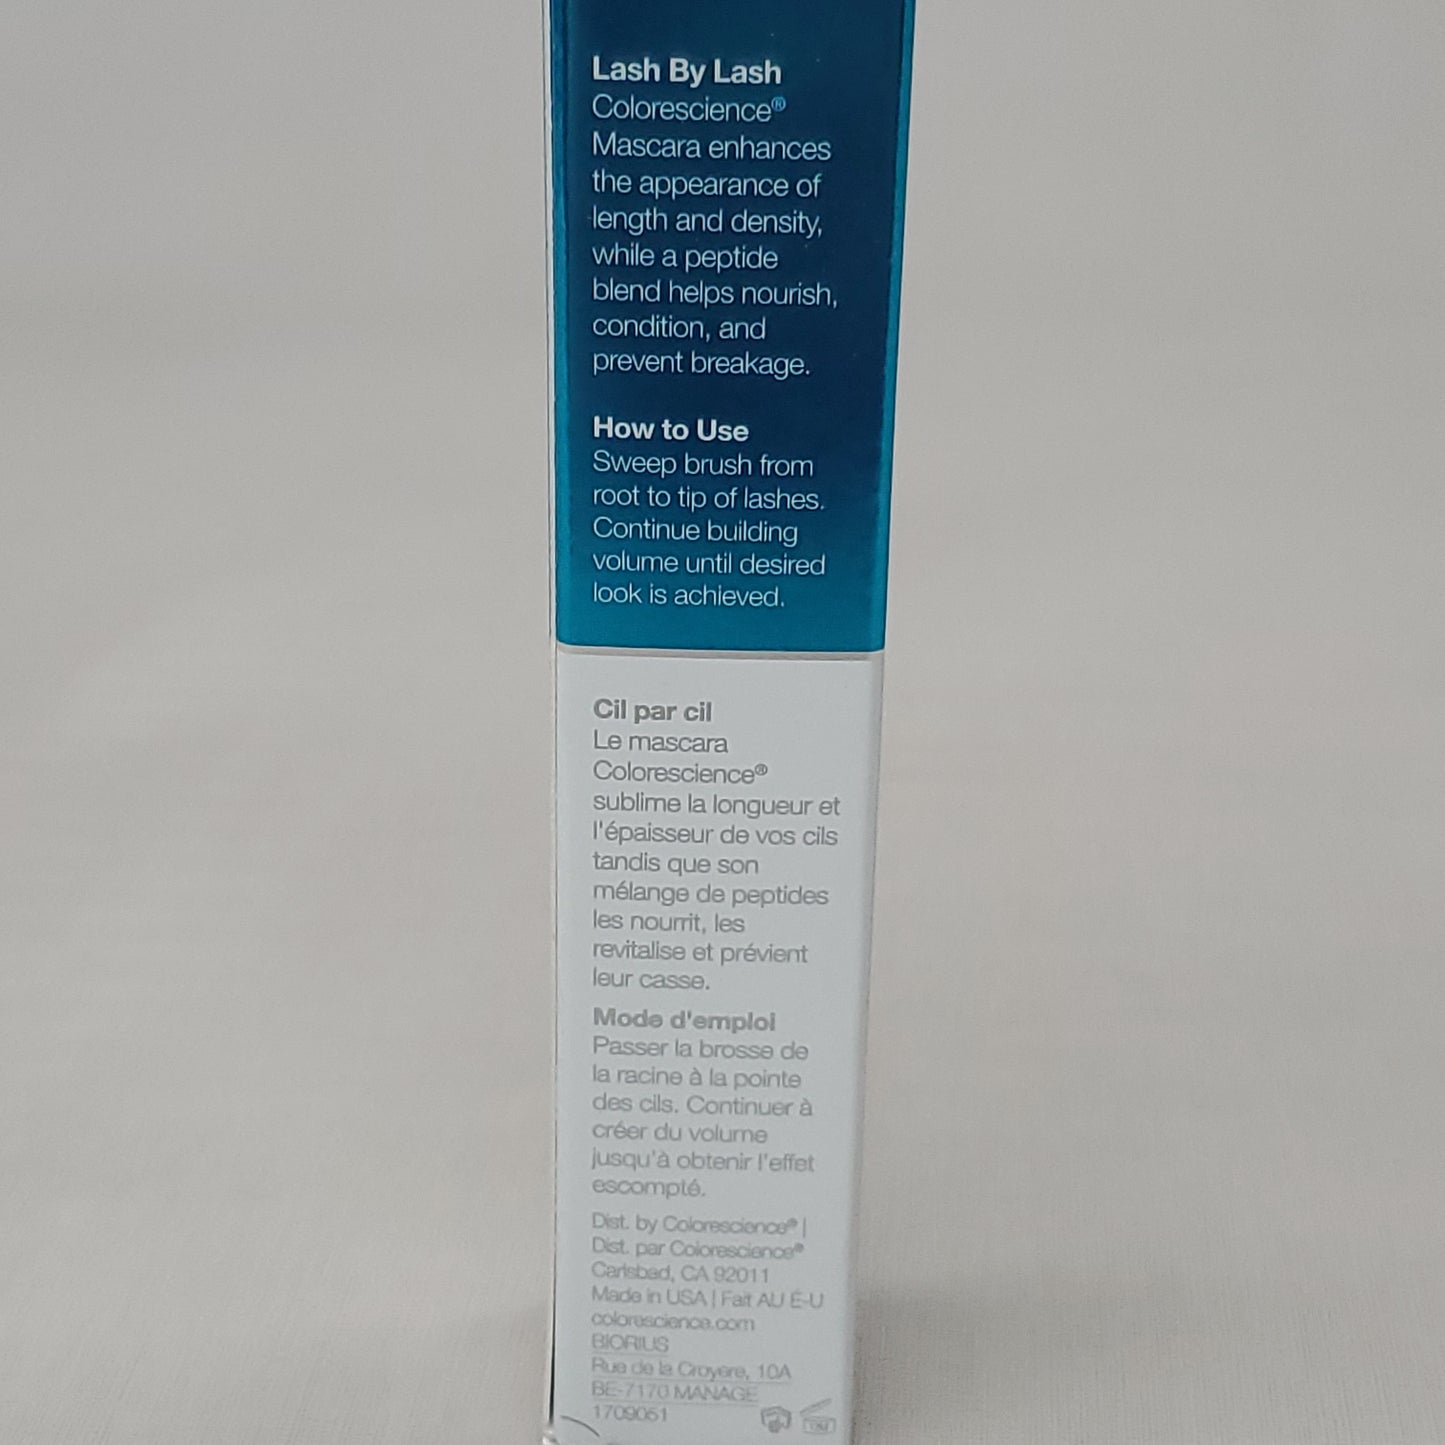 Lash By Lash
Colorescience®
Mascara enhances
the appearance of
length and density,
while a peptide
blend helps nourish,
condition, and
prevent breakage.
How to Use
Sweep brush from
root to tip of lashes.
Continue building
volume until desired
look is achieved.
Cil par cil
Le mascara
Colorescience®
sublime la longueur et
l'épaisseur de vos cils
tandis que son
mélange de peptides
les nourrit, les
revitalise et prévient
leur casse.
Mode d'emploi
Passer la brosse de
la racine à la pointe
des cils. Continuer à
créer du volume
jusqu'à obtenir l'effet
escompté.
Dist. by Colorescience® |
Dist. par Colorescience®
Carlsbad, CA 92011
Made in USA | Fait AU É-U
colorescience.com
BIORIUS
Rue de la Croyère, 10A
BE-7170 MANAGE
1709051